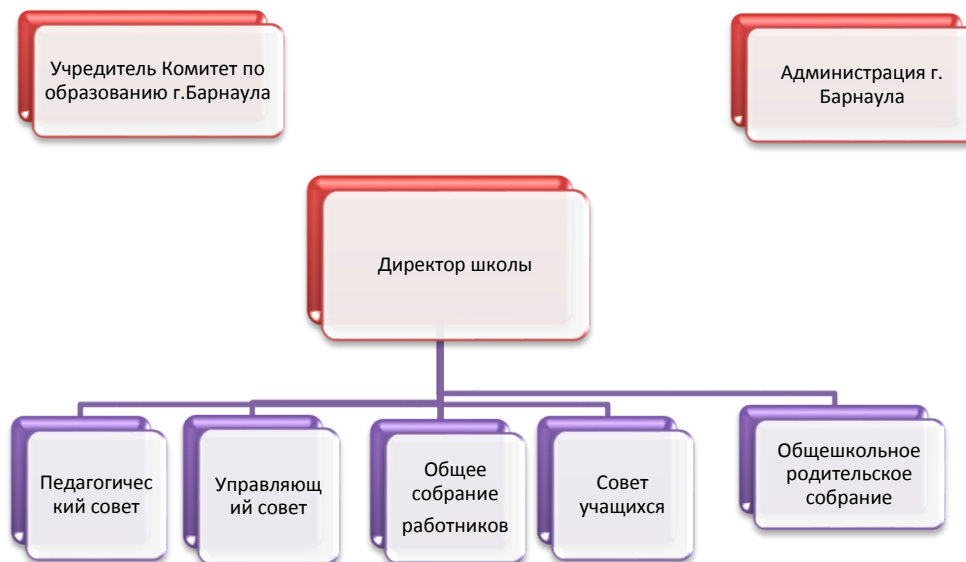 Учредитель Комитет по
образованию г.Барнаула
Администрация г.
Барнаула
Директор школы
Педагогичес
кий совет
Управляющ
ий совет
Общее
собрание
работников
Совет
учащихся
Общешкольное
родительское
собрание